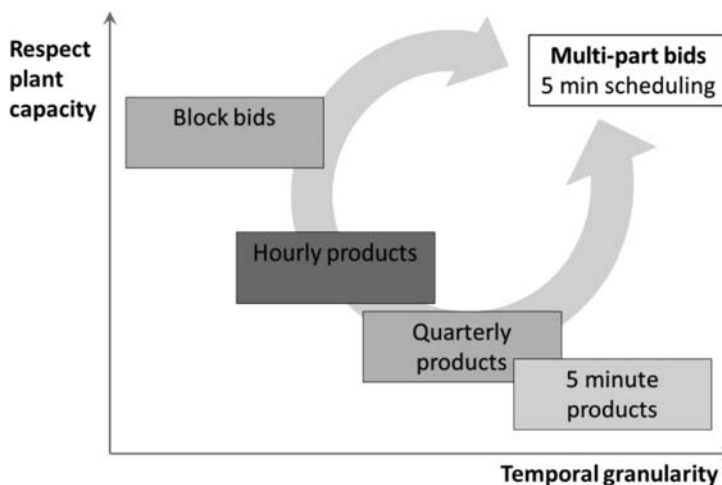 Respect
plant
capacity
Multi-part bids
5 min scheduling
Block bids
Hourly products
Quarterly
products
5 minute
products
Temporal granularity